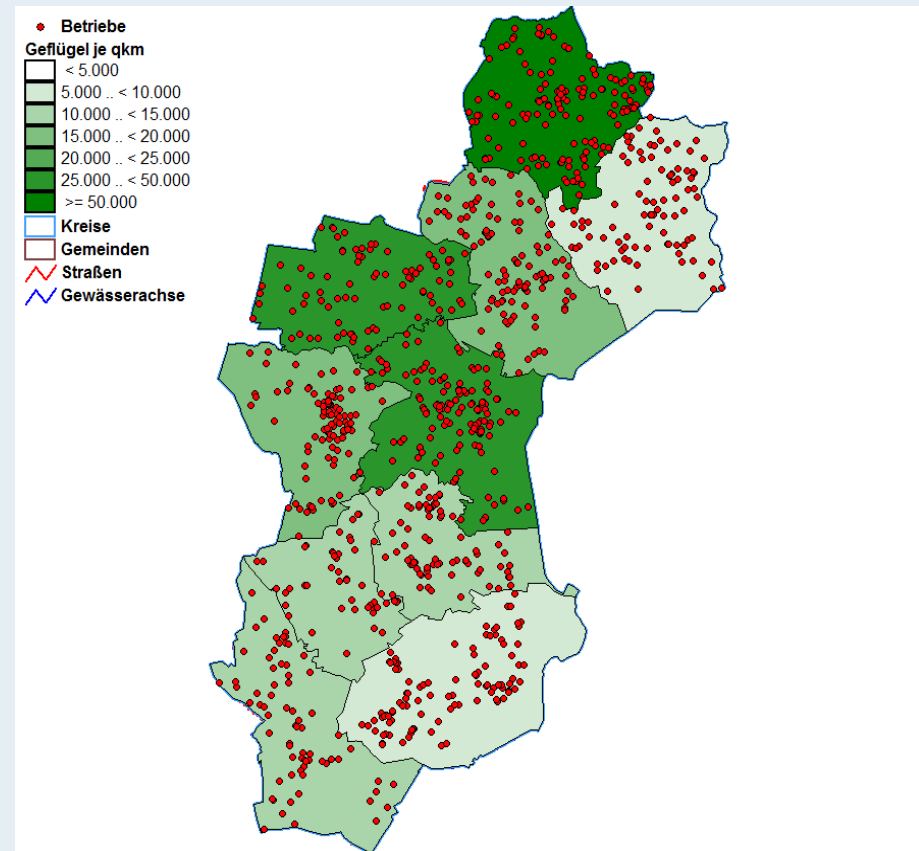 Betriebe
Geflügel je qkm
< 5.000
5.000 .. < 10.000
10.000 .. < 15.000
15.000 .. < 20.000
20.000 .. < 25.000
25.000 .. < 50.000
>= 50.000
Kreise
Gemeinden
Straßen
Gewässerachse